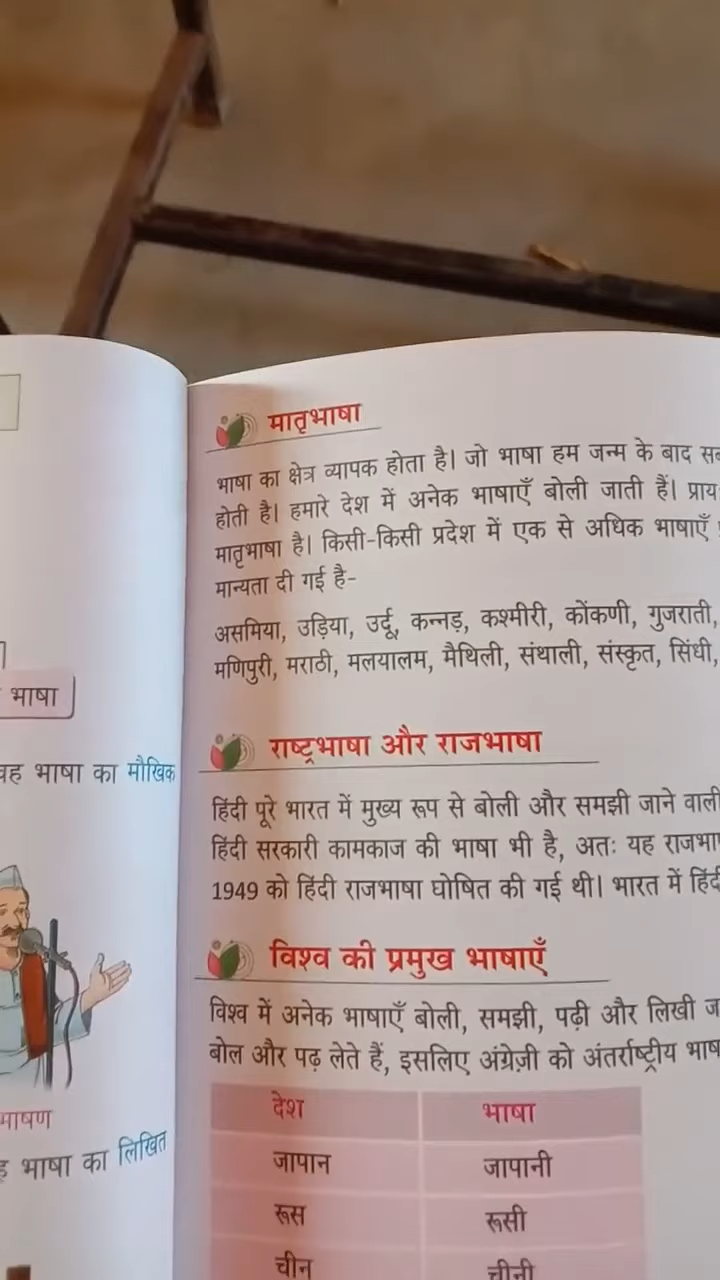 भाषा
वह भाषा का मौखिक
भाषण
भाषा का लिखित
मातृभाषा
भाषा का क्षेत्र व्यापक होता है। जो भाषा हम जन्म के बाद
होती है। हमारे देश में अनेक भाषाएँ बोली जाती हैं।
मातृभाषा है। किसी-किसी प्रदेश में एक से अधिक भाषाएँ
मान्यता दी गई है-
असमिया, उड़िया, उर्दू, कन्नड़, कश्मीरी, कोंकणी, गुजराती,
मणिपुरी, मराठी, मलयालम, मैथिली, संथाली, संस्कृत, सिंधी,
राष्ट्रभाषा और राजभाषा
हिंदी पूरे भारत में मुख्य रूप से बोली और समझी जाने वाली
हिंदी सरकारी कामकाज की भाषा भी है, अतः यह
1949 को हिंदी राजभाषा घोषित की गई थी। भारत में
विश्व की प्रमुख भाषाएँ
विश्व में अनेक भाषाएँ बोली, समझी, पढ़ी और लिखी
बोल और पढ़ लेते हैं, इसलिए अंग्रेज़ी को अंतर्राष्ट्रीय
देश भाषा
जापान जापानी
रूस रूसी
चीन चीनी